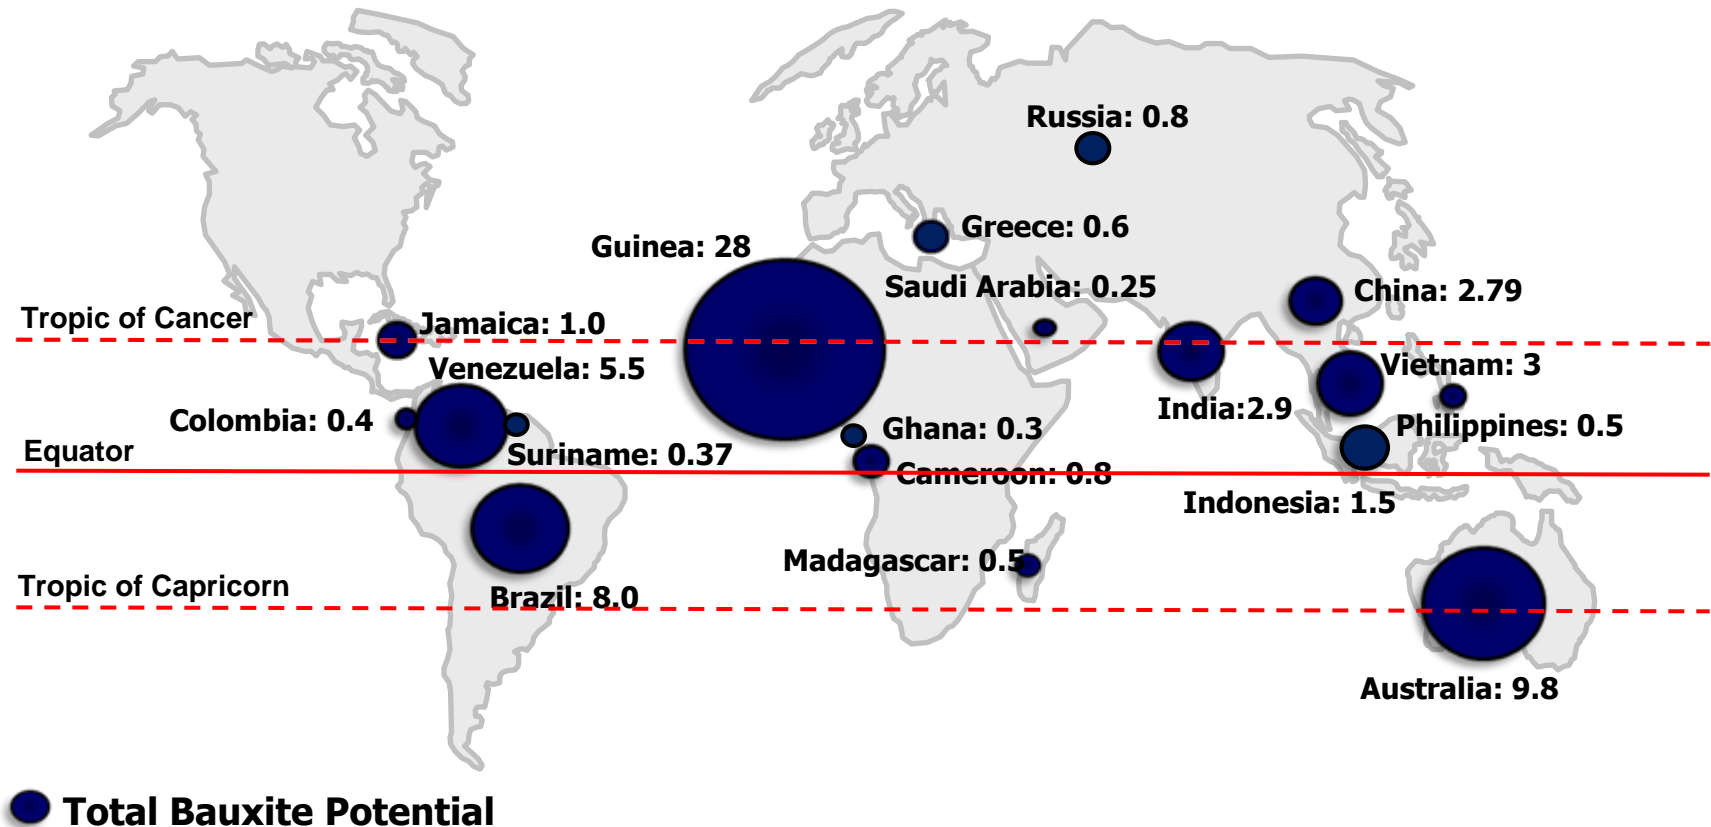 Russia: 0.8
Greece: 0.6
Guinea: 28
Saudi Arabia: 0.25
China: 2.79
Tropic of Cancer
Jamaica: 1.0
Venezuela: 5.5
Vietnam: 3
India:2.9
Colombia: 0.4
Ghana: 0.3
Philippines: 0.5
Equator
Suriname: 0.37
Cameroon: 0.8
Indonesia: 1.5
Madagascar: 0.5
Tropic of Capricorn
Brazil: 8.0
Australia: 9.8
Total Bauxite Potential